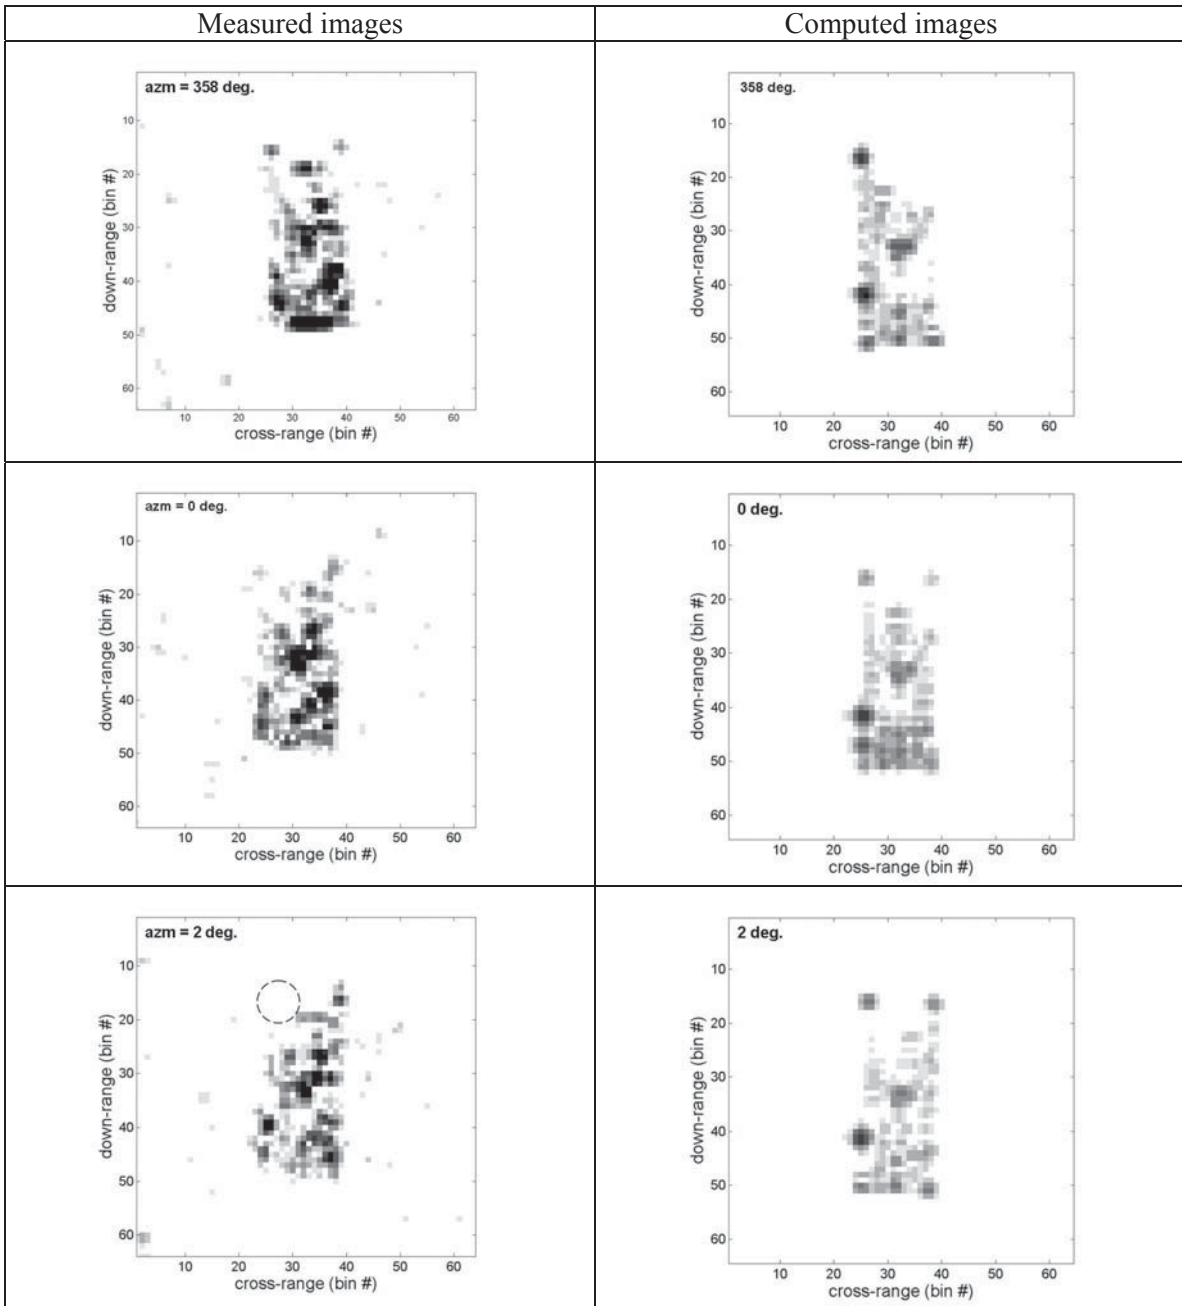 Measured images
Computed images
azm = 358 deg.
10
20
30
40
50
60
down-range (bin #)
10 20 30 40 50 60
cross-range (bin #)
358 deg.
10
20
30
40
50
60
down-range (bin #)
10 20 30 40 50 60
cross-range (bin #)
azm = 0 deg.
10
20
30
40
50
60
down-range (bin #)
10 20 30 40 50 60
cross-range (bin #)
0 deg.
10
20
30
40
50
60
down-range (bin #)
10 20 30 40 50 60
cross-range (bin #)
azm = 2 deg.
10
20
30
40
50
60
down-range (bin #)
10 20 30 40 50 60
cross-range (bin #)
2 deg.
10
20
30
40
50
60
down-range (bin #)
10 20 30 40 50 60
cross-range (bin #)